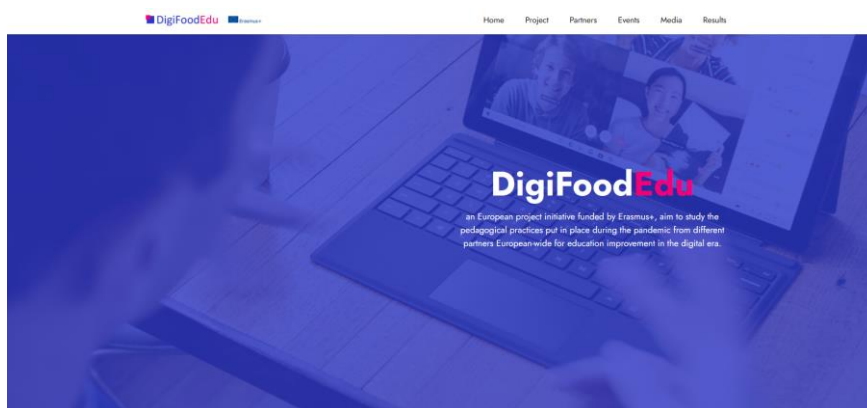 DigiFoodEdu Erasmus+
Home Project Partners Events Media Results
DigiFoodEdu
an European project initiative funded by Erasmus+, aim to study the
pedagogical practices put in place during the pandemic from different
partners European-wide for education improvement in the digital era.